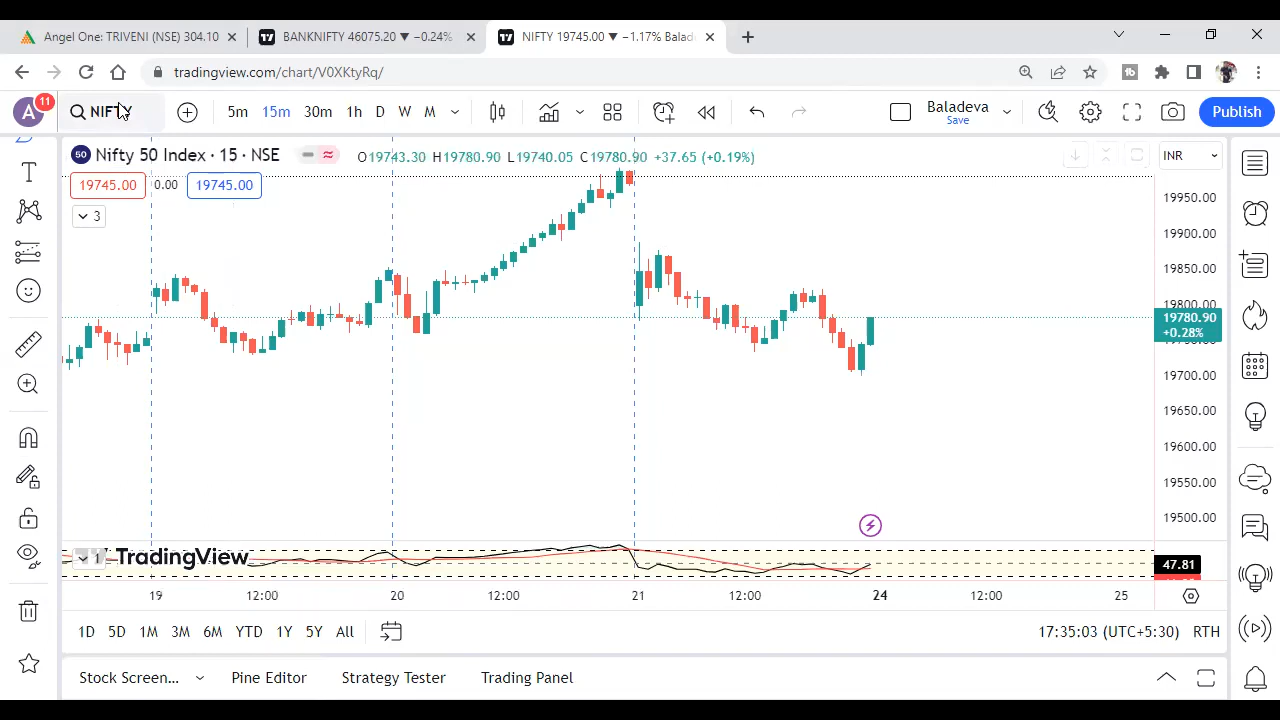 Angel One: TRIVENI (NSE) 304.10
BANKNIFTY 46075.20 ▼ −0.24%
NIFTY 19745.00 ▼ −1.17% Balad
tradingview.com/chart/V0XKtyRq/
A 11 NIFTY 5m 15m 30m 1h D W M Baladeva Save Publish
50 Nifty 50 Index · 15 · NSE O19743.30 H19780.90 L19740.05 C19780.90 +37.65 (+0.19%) INR
19745.00 0.00 19745.00
3
19950.00
19900.00
19850.00
19800.00
19780.90
+0.28%
19700.00
19650.00
19600.00
19550.00
19500.00
1 TradingView
47.81
19 12:00 20 12:00 21 12:00 24 12:00 25
1D 5D 1M 3M 6M YTD 1Y 5Y All 17:35:03 (UTC+5:30) RTH
Stock Screen... Pine Editor Strategy Tester Trading Panel